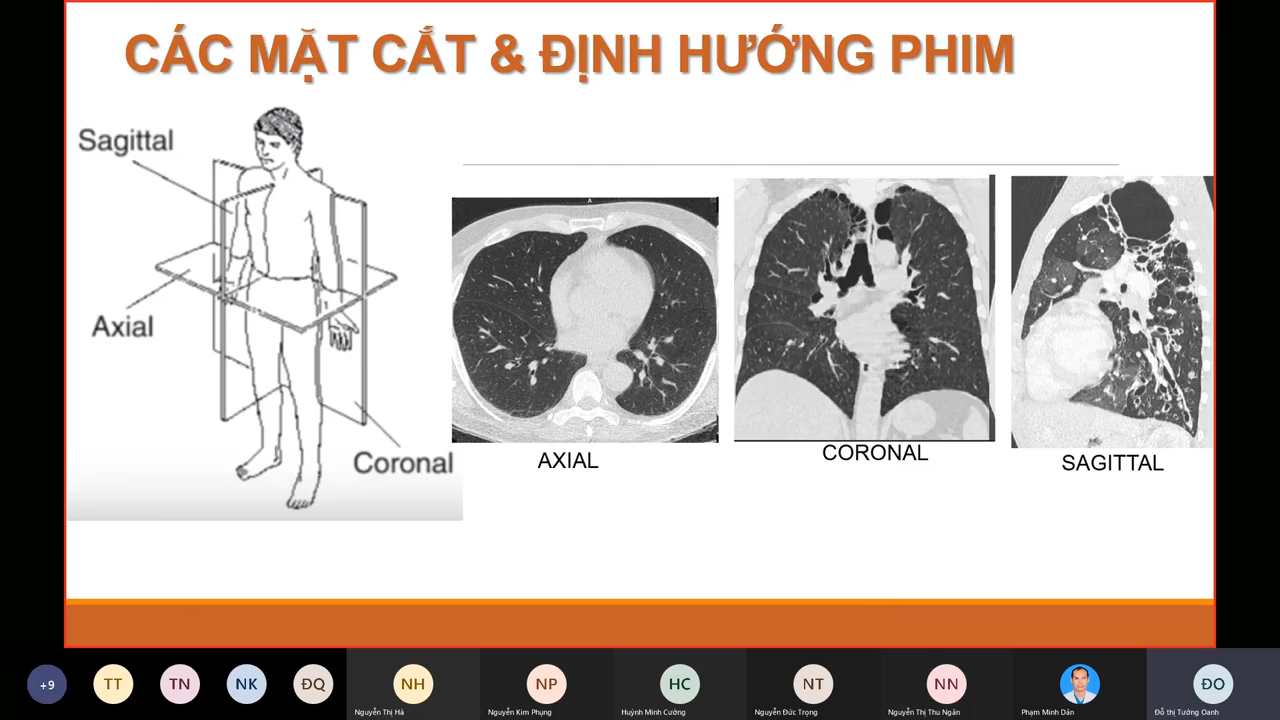 CÁC MẶT CẮT & ĐỊNH HƯỚNG PHIM
Sagittal
Axial
Coronal
A
AXIAL
CORONAL
SAGITTAL
+9
TT
TN
NK
ĐQ
NH
NP
HC
NT
NN
ĐO
Nguyễn Thị Hà
Nguyễn Kim Phụng
Huỳnh Minh Cường
Nguyễn Đức Trọng
Nguyễn Thị Thu Ngân
Phạm Minh Dân
Đỗ thị Tường Oanh